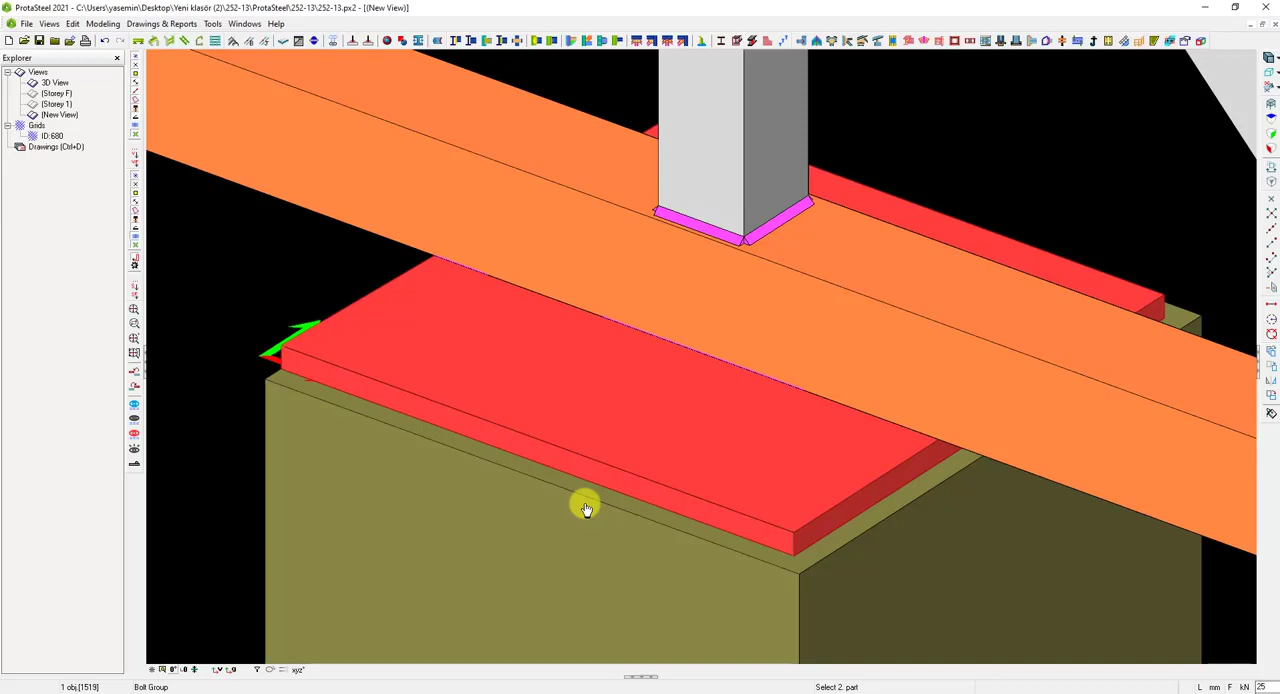 ProtaSteel 2021 - C:\Users\yasemin\Desktop\Yeni klasör (2)\252-13\ProtaSteel\252-13\252-13.px2 - [(New View)]
File Views Edit Modeling Drawings & Reports Tools Windows Help
Explorer
Views
3D View
(Storey F)
(Storey 1)
(New View)
Grids
ID:680
Drawings (Ctrl+D)
1 obj.[1519] Bolt Group Select 2. part L mm F kN 25